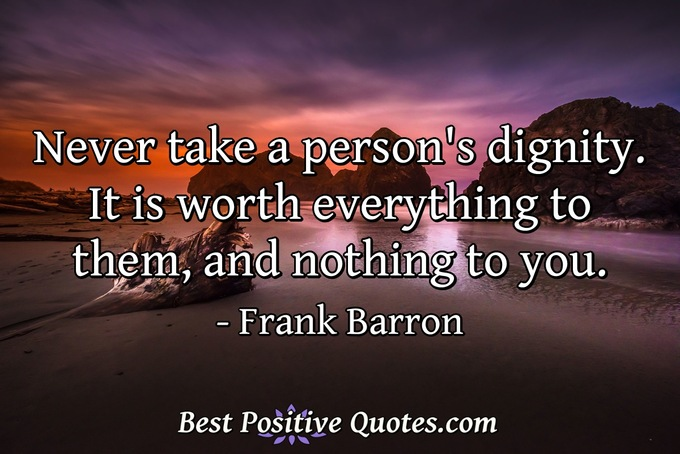 Never take a person's dignity.
It is worth everything to
them, and nothing to you.
- Frank Barron
Best Positive Quotes.com